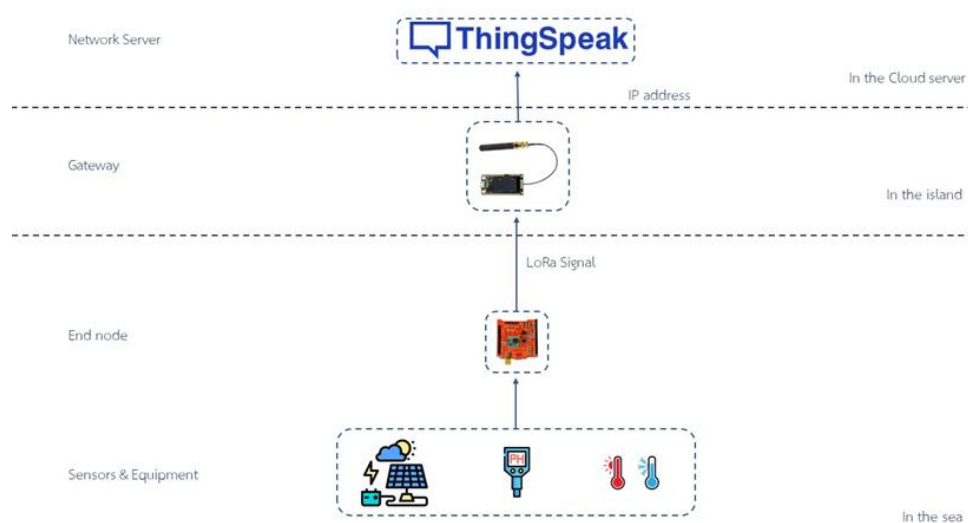 Network Server
ThingSpeak
In the Cloud server
IP address
Gateway
In the island
LoRa Signal
End node
PH
Sensors & Equipment
In the sea